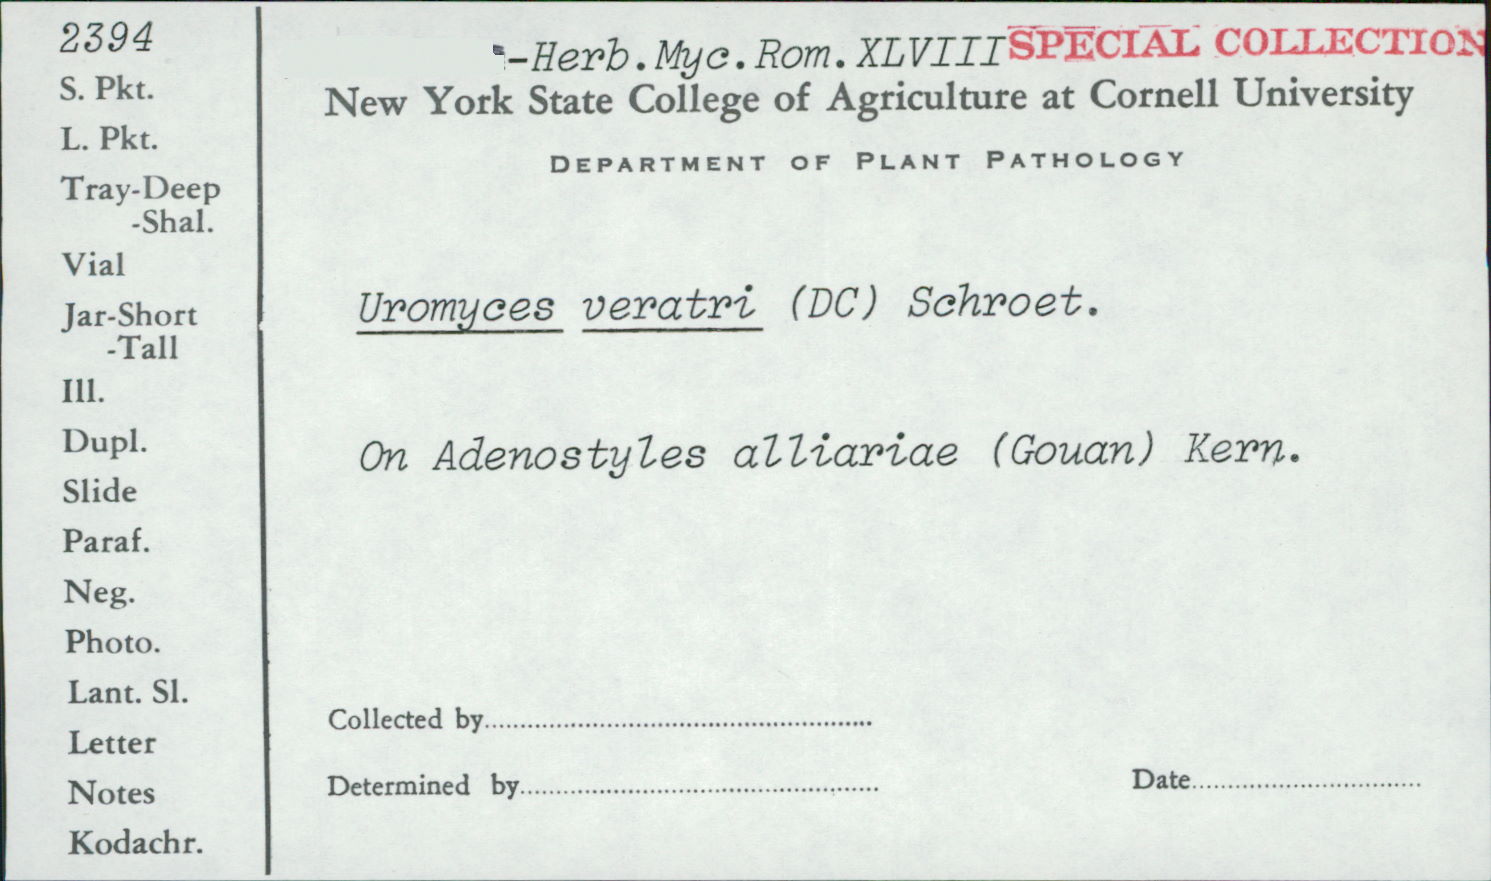 2394
S. Pkt.
L. Pkt.
Tray-Deep
-Shal.
Vial
Jar-Short
-Tall
Ill.
Dupl.
Slide
Paraf.
Neg.
Photo.
Lant. Sl.
Letter
Notes
Kodachr.
-Herb.Myc.Rom.XLVIII SPECIAL COLLECTION
New York State College of Agriculture at Cornell University
DEPARTMENT OF PLANT PATHOLOGY
Uromyces veratri (DC) Schroet.
On Adenostyles alliariae (Gouan) Kern.
Collected by
Determined by
Date